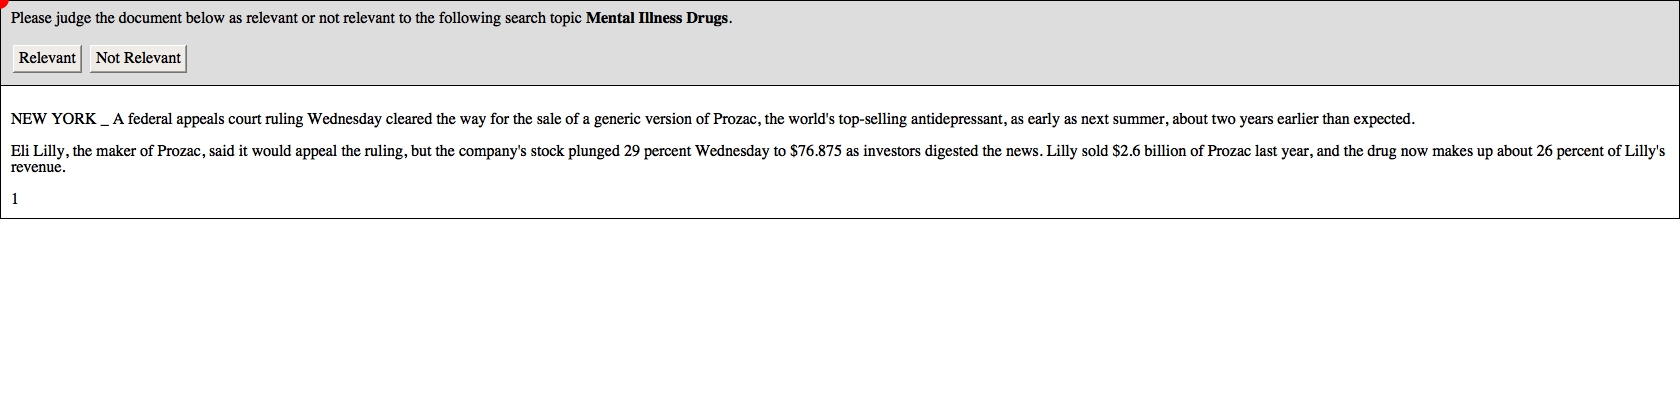 Please judge the document below as relevant or not relevant to the following search topic Mental Illness Drugs.
Relevant Not Relevant
NEW YORK _ A federal appeals court ruling Wednesday cleared the way for the sale of a generic version of Prozac, the world's top-selling antidepressant, as early as next summer, about two years earlier than expected.
Eli Lilly, the maker of Prozac, said it would appeal the ruling, but the company's stock plunged 29 percent Wednesday to $76.875 as investors digested the news. Lilly sold $2.6 billion of Prozac last year, and the drug now makes up about 26 percent of Lilly's
revenue.
1